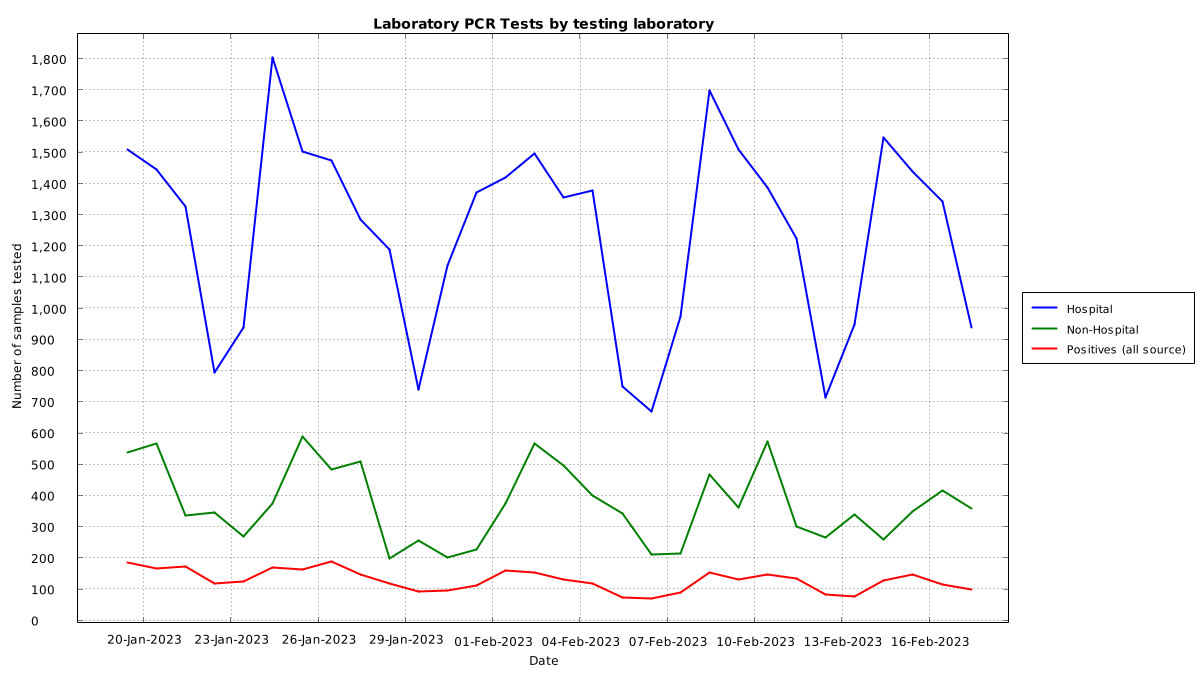 Laboratory PCR Tests by testing laboratory
1,800
1,700
1,600
1,500
1,400
1,300
1,200
1,100
1,000
900
800
700
600
500
400
300
200
100
0
Number of samples tested
20-Jan-2023 23-Jan-2023 26-Jan-2023 29-Jan-2023 01-Feb-2023 04-Feb-2023 07-Feb-2023 10-Feb-2023 13-Feb-2023 16-Feb-2023
Date
Hospital
Non-Hospital
Positives (all source)